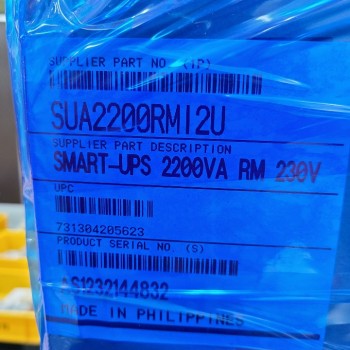 SUPPLIER PART NO. (1P)
SUA2200RMI2U
SUPPLIER PART DESCRIPTION
SMART-UPS 2200VA RM 230V
UPC
731304205623
PRODUCT SERIAL NO. (S)
AS1232144832
MADE IN PHILIPPINES